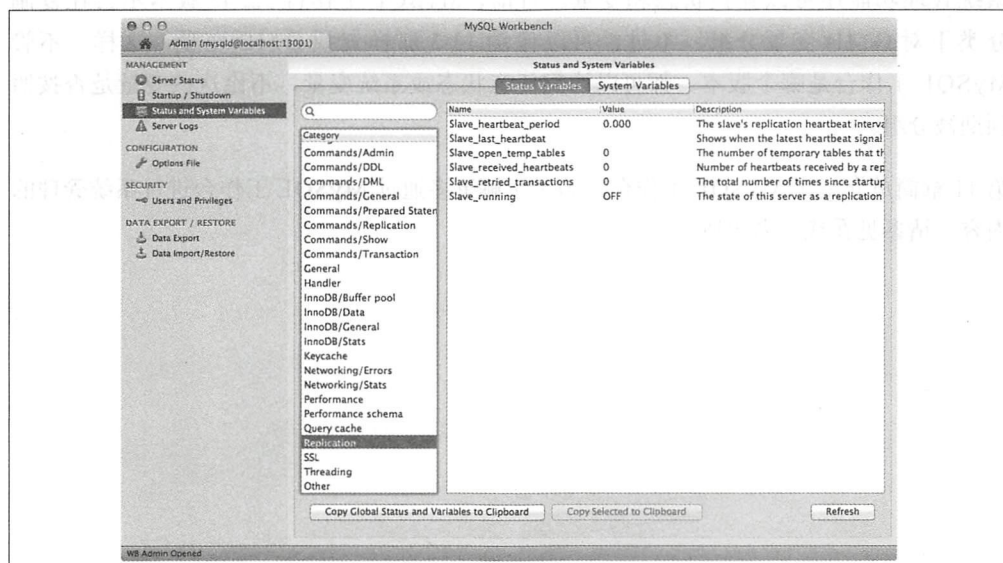 MySQL Workbench
Admin (mysqld@localhost:13001)
MANAGEMENT
Server Status
Startup / Shutdown
Status and System Variables
Server Logs
CONFIGURATION
Options File
SECURITY
Users and Privileges
DATA EXPORT / RESTORE
Data Export
Data Import/Restore
Status and System Variables
Status Variables System Variables
Category
Commands/Admin
Commands/DDL
Commands/DML
Commands/General
Commands/Prepared Stater
Commands/Replication
Commands/Show
Commands/Transaction
General
Handler
InnoDB/Buffer pool
InnoDB/Data
InnoDB/General
InnoDB/Stats
Keycache
Networking/Errors
Networking/Stats
Performance
Performance schema
Query cache
Replication
SSL
Threading
Other
Name Value Description
Slave_heartbeat_period 0.000 The slave's replication heartbeat interva
Slave_last_heartbeat Shows when the latest heartbeat signal
Slave_open_temp_tables 0 The number of temporary tables that th
Slave_received_heartbeats 0 Number of heartbeats received by a rep
Slave_retried_transactions 0 The total number of times since startup
Slave_running OFF The state of this server as a replication
Copy Global Status and Variables to Clipboard Copy Selected to Clipboard Refresh
WB Admin Opened